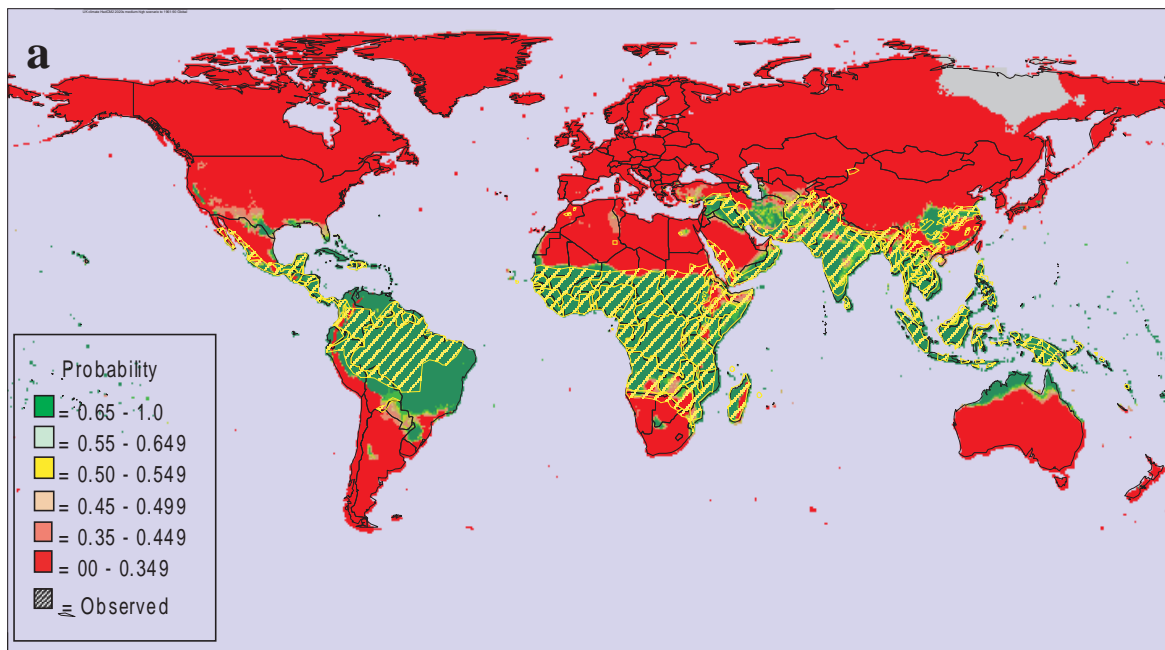 a
Probability
= 0.65 - 1.0
= 0.55 - 0.649
= 0.50 - 0.549
= 0.45 - 0.499
= 0.35 - 0.449
= 00 - 0.349
= Observed